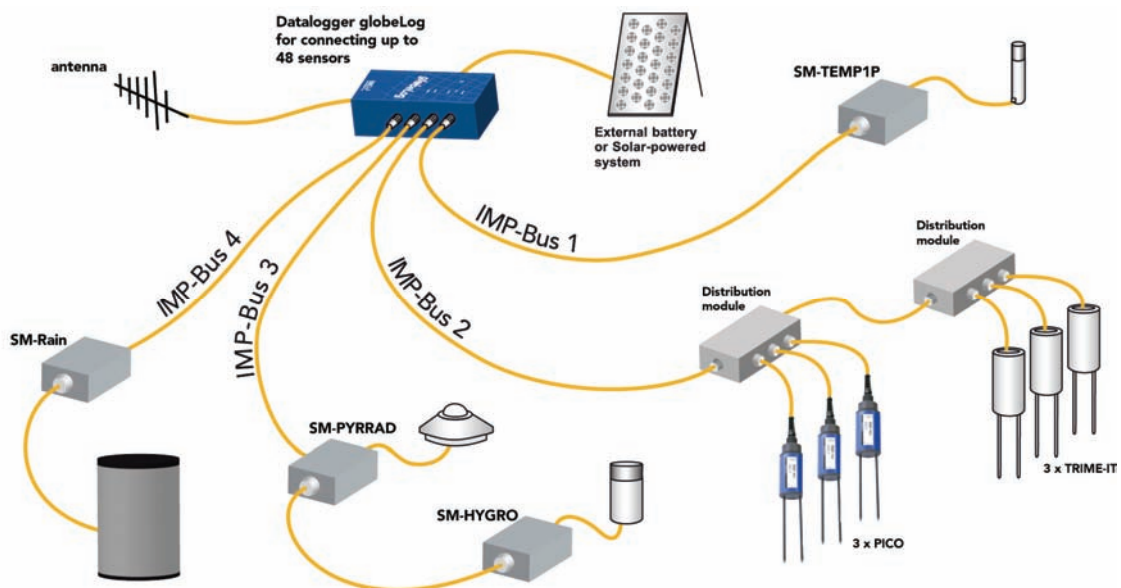 Datalogger globeLog
for connecting up to
48 sensors
antenna
globeLog
External battery
or Solar-powered
system
SM-TEMP1P
IMP-Bus 1
IMP-Bus 2
IMP-Bus 3
IMP-Bus 4
Distribution
module
Distribution
module
SM-Rain
SM-PYRRAD
SM-HYGRO
3 x PICO
3 x TRIME-IT